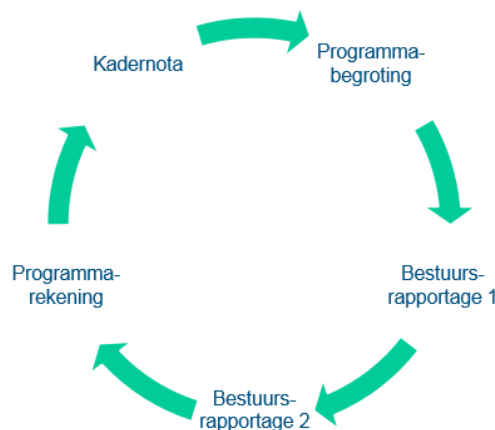 Kadernota
Programma-
begroting
Bestuurs-
rapportage 1
Bestuurs-
rapportage 2
Programma-
rekening